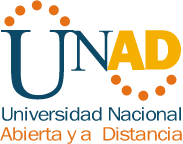 UNAD
Universidad Nacional
Abierta y a Distancia